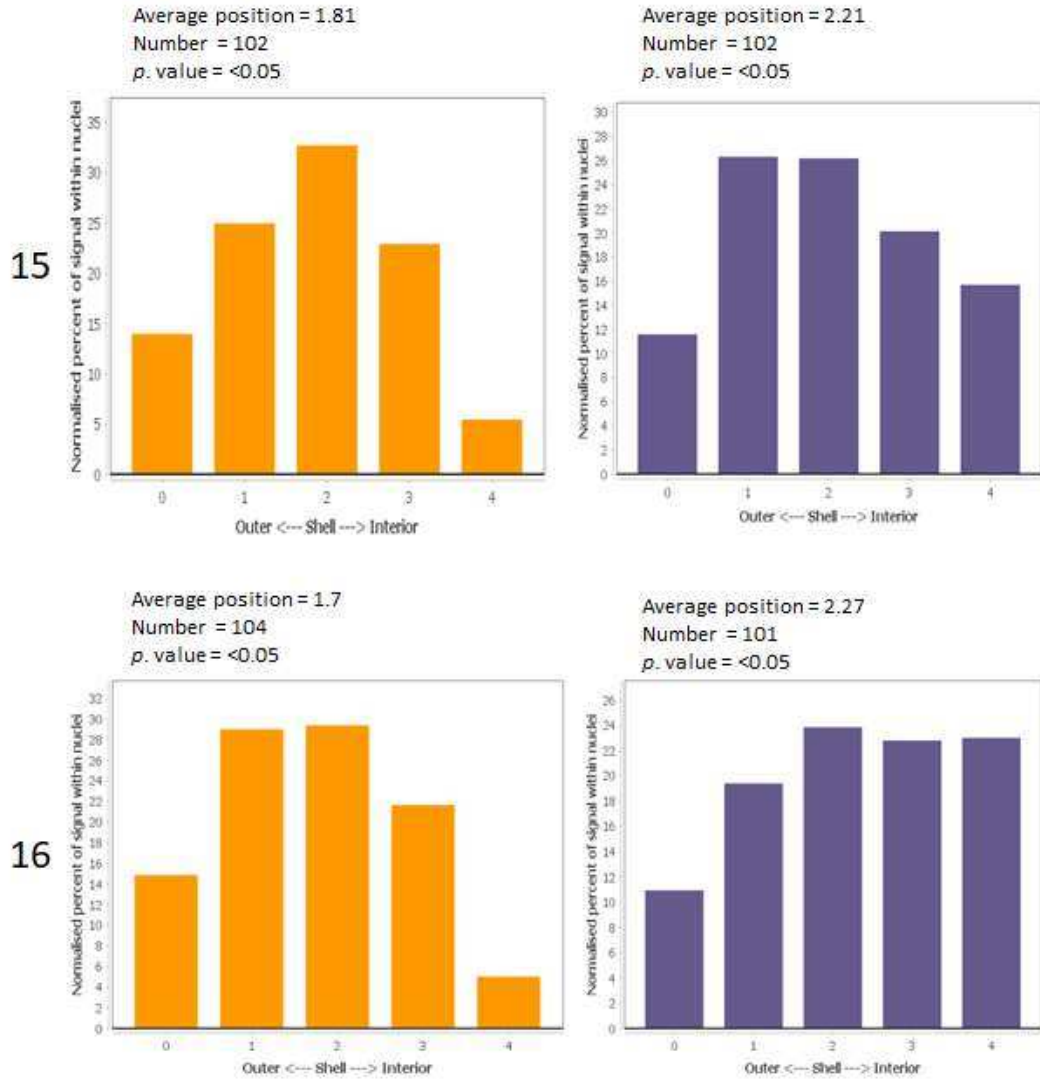 Average position = 1.81
Number = 102
p. value = <0.05
Average position = 2.21
Number = 102
p. value = <0.05
15
Normalised percent of signal within nuclei
35
30
25
20
15
10
5
0
0 1 2 3 4
Outer <--- Shell ---> Interior
Normalised percent of signal within nuclei
30
28
26
24
22
20
18
16
14
12
10
8
6
4
2
0
0 1 2 3 4
Outer <--- Shell ---> Interior
Average position = 1.7
Number = 104
p. value = <0.05
Average position = 2.27
Number = 101
p. value = <0.05
16
Normalised percent of signal within nuclei
32
30
28
26
24
22
20
18
16
14
12
10
8
6
4
2
0
0 1 2 3 4
Outer <--- Shell ---> Interior
Normalised percent of signal within nuclei
26
24
22
20
18
16
14
12
10
8
6
4
2
0
0 1 2 3 4
Outer <--- Shell ---> Interior